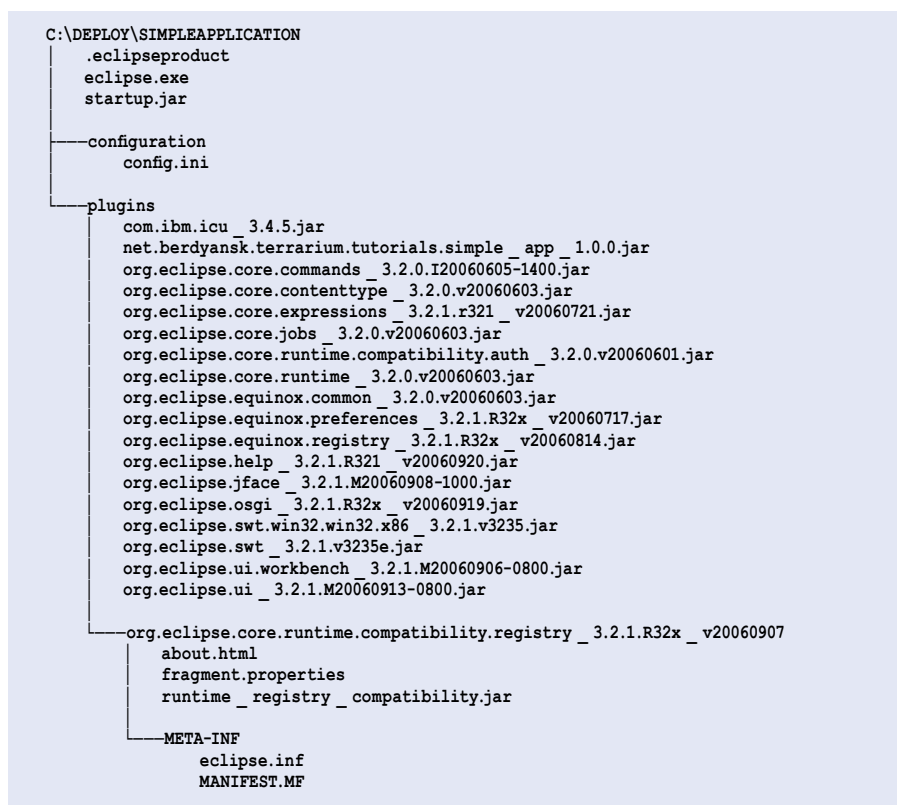 C:\DEPLOY\SIMPLEAPPLICATION
.eclipseproduct
eclipse.exe
startup.jar
configuration
config.ini
plugins
com.ibm.icu _ 3.4.5.jar
net.berdyansk.terrarium.tutorials.simple _ app _ 1.0.0.jar
org.eclipse.core.commands _ 3.2.0.I20060605-1400.jar
org.eclipse.core.contenttype _ 3.2.0.v20060603.jar
org.eclipse.core.expressions _ 3.2.1.r321 _ v20060721.jar
org.eclipse.core.jobs _ 3.2.0.v20060603.jar
org.eclipse.core.runtime.compatibility.auth _ 3.2.0.v20060601.jar
org.eclipse.core.runtime _ 3.2.0.v20060603.jar
org.eclipse.equinox.common _ 3.2.0.v20060603.jar
org.eclipse.equinox.preferences _ 3.2.1.R32x _ v20060717.jar
org.eclipse.equinox.registry _ 3.2.1.R32x _ v20060814.jar
org.eclipse.help _ 3.2.1.R321 _ v20060920.jar
org.eclipse.jface _ 3.2.1.M20060908-1000.jar
org.eclipse.osgi _ 3.2.1.R32x _ v20060919.jar
org.eclipse.swt.win32.win32.x86 _ 3.2.1.v3235.jar
org.eclipse.swt _ 3.2.1.v3235e.jar
org.eclipse.ui.workbench _ 3.2.1.M20060906-0800.jar
org.eclipse.ui _ 3.2.1.M20060913-0800.jar
org.eclipse.core.runtime.compatibility.registry _ 3.2.1.R32x _ v20060907
about.html
fragment.properties
runtime _ registry _ compatibility.jar
META-INF
eclipse.inf
MANIFEST.MF